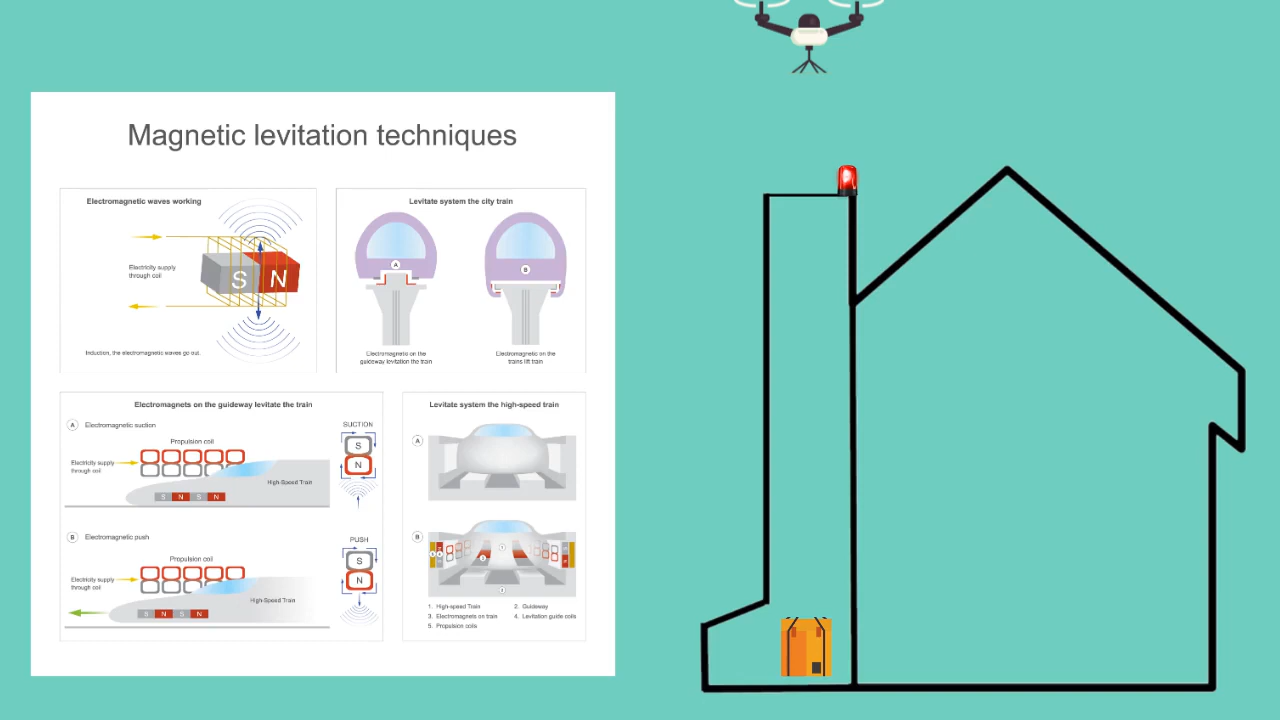 Magnetic levitation techniques
Electromagnetic waves working
Electricity supply
through coil
S N
Induction, the electromagnetic waves go out.
Levitate system the city train
A
B
Electromagnetic on the
guideway levitation the train
Electromagnetic on the
trains lift train
Electromagnets on the guideway levitate the train
A Electromagnetic suction
Propulsion coil
Electricity supply
through coil
High-Speed Train
S N S N
SUCTION
S
N
B Electromagnetic push
Propulsion coil
Electricity supply
through coil
High-Speed Train
S N S N
PUSH
S
N
Levitate system the high-speed train
A
B
1. High-speed Train 2. Guideway
3. Electromagnets on train 4. Levitation guide coils
5. Propulsion coils